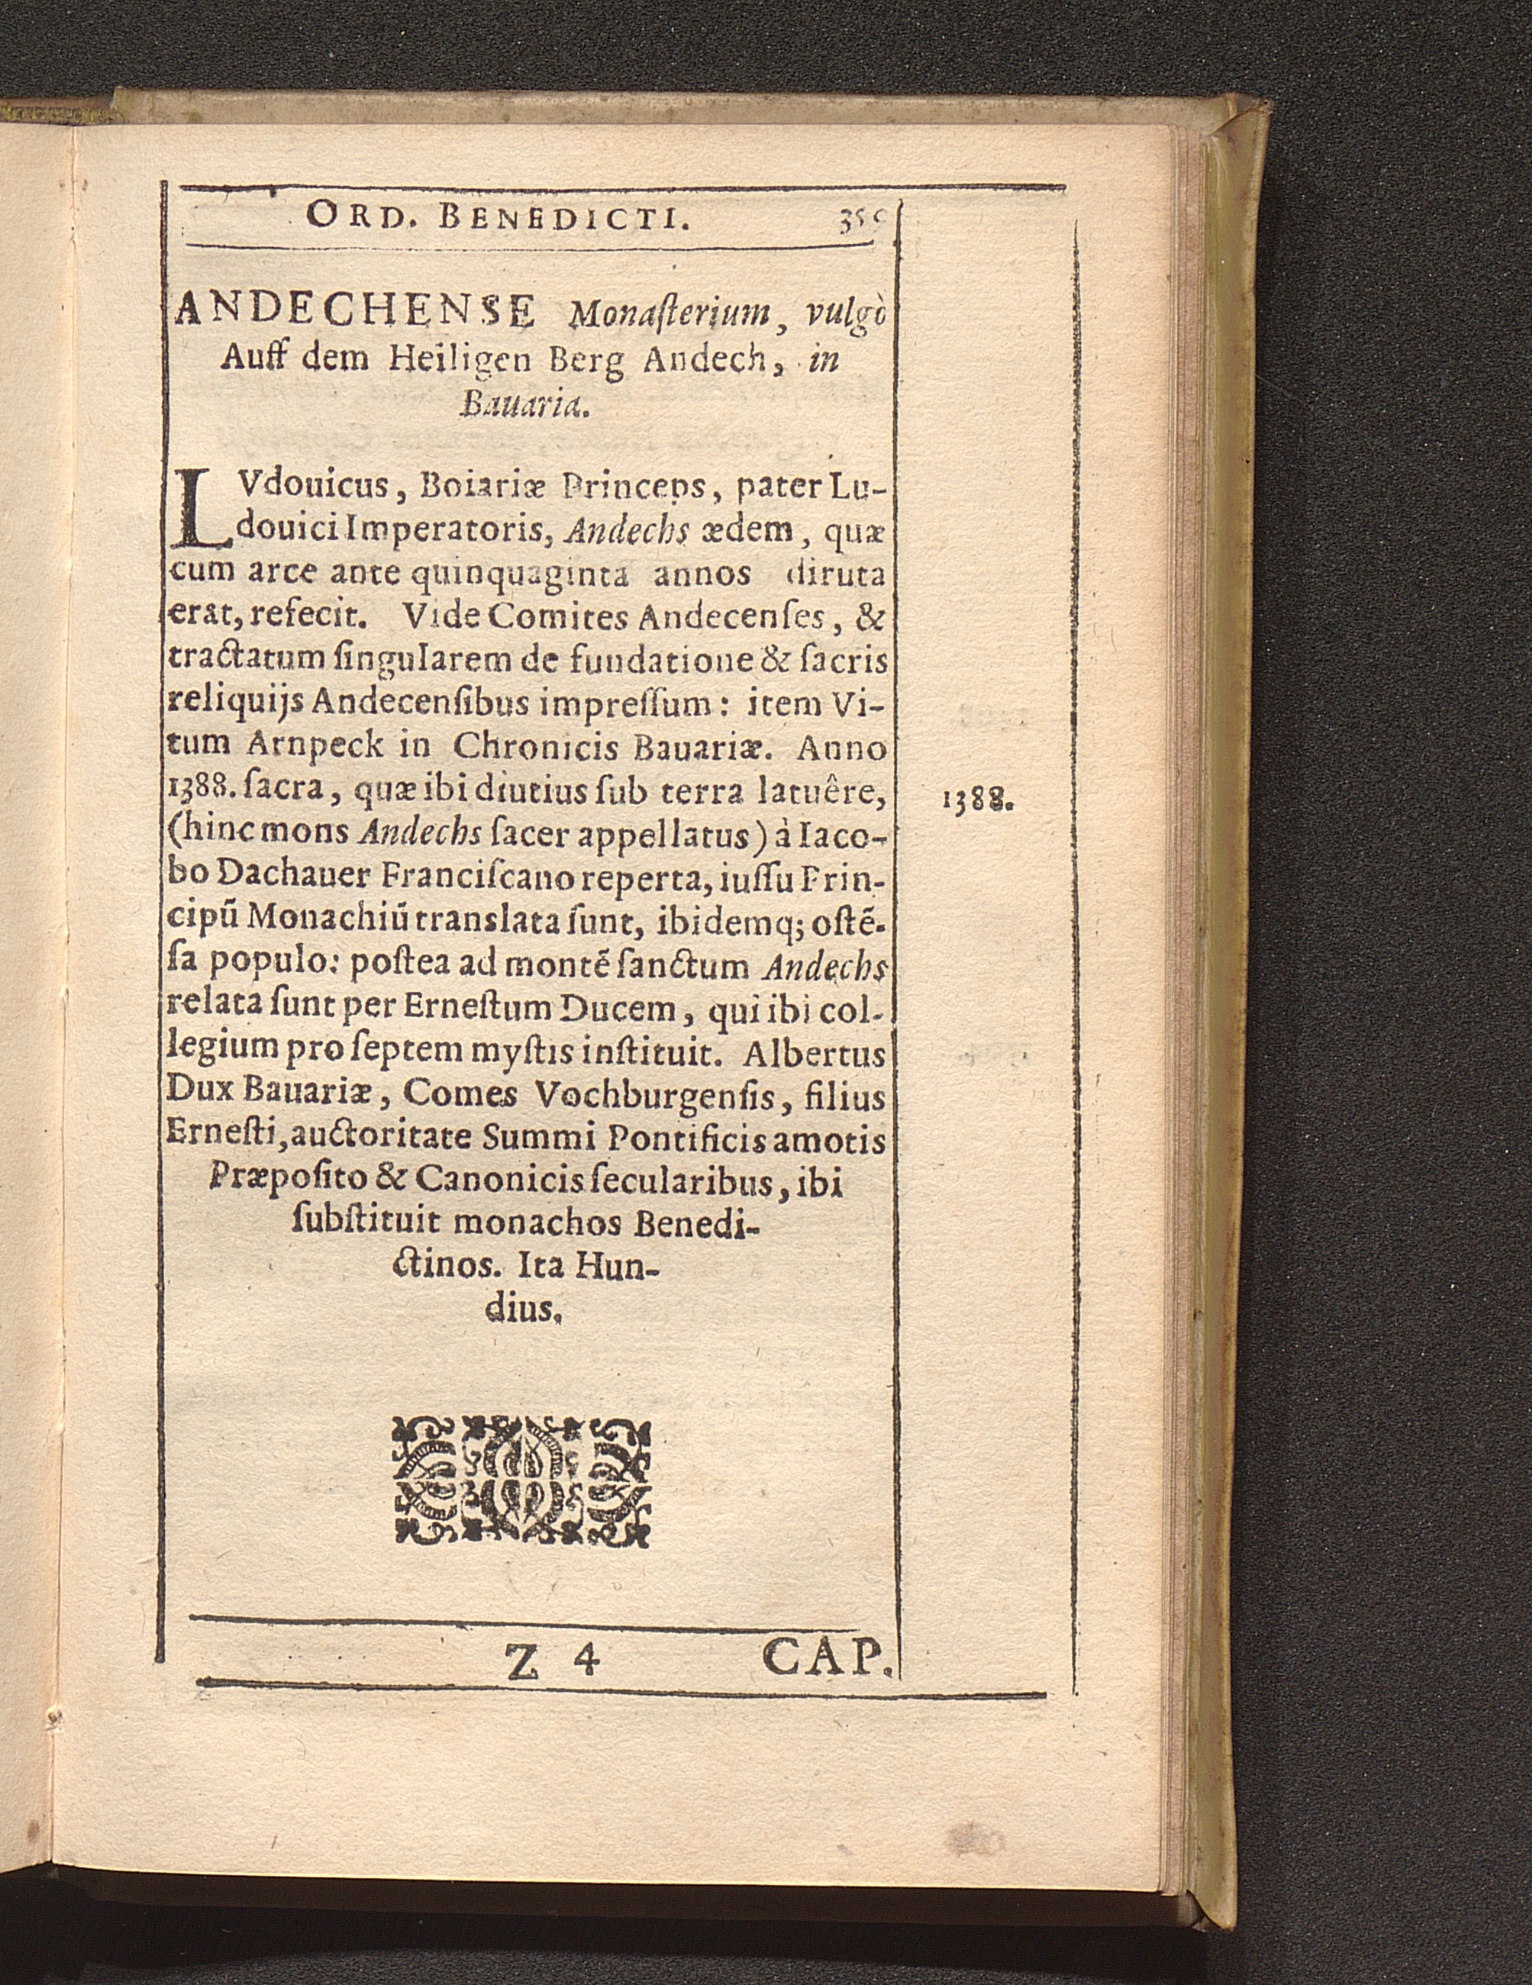 ORD. BENEDICTI.
ANDECHENSE Monaſterium, vulgò
Auff dem Heiligen Berg Andech, in
Bauaria.
LVdouicus, Boiariæ Princeps, pater Lu-
douici Imperatoris, Andechs ædem, quæ
cum arce ante quinquaginta annos diruta
erat, refecit. Vide Comites Andecenſes, &
tractatum ſingularem de fundatione & ſacris
reliquijs Andecenſibus impreſſum: item Vi-
tum Arnpeck in Chronicis Bauariæ. Anno
1388. ſacra, quæ ibi diutius ſub terra latuêre,
1388.
(hinc mons Andechs ſacer appellatus) à Iaco-
bo Dachauer Franciſcano reperta, iuſſu Prin-
cipũ Monachiũ translata ſunt, ibidemq; oſtẽ-
ſa populo: poſtea ad montẽ ſanctum Andechs
relata ſunt per Erneſtum Ducem, qui ibi col-
legium pro ſeptem myſtis inſtituit. Albertus
Dux Bauariæ, Comes Vochburgenſis, filius
Erneſti, auctoritate Summi Pontificis amotis
Præpoſito & Canonicis ſecularibus, ibi
ſubſtituit monachos Benedi-
ctinos. Ita Hun-
dius.
Z 4 CAP.